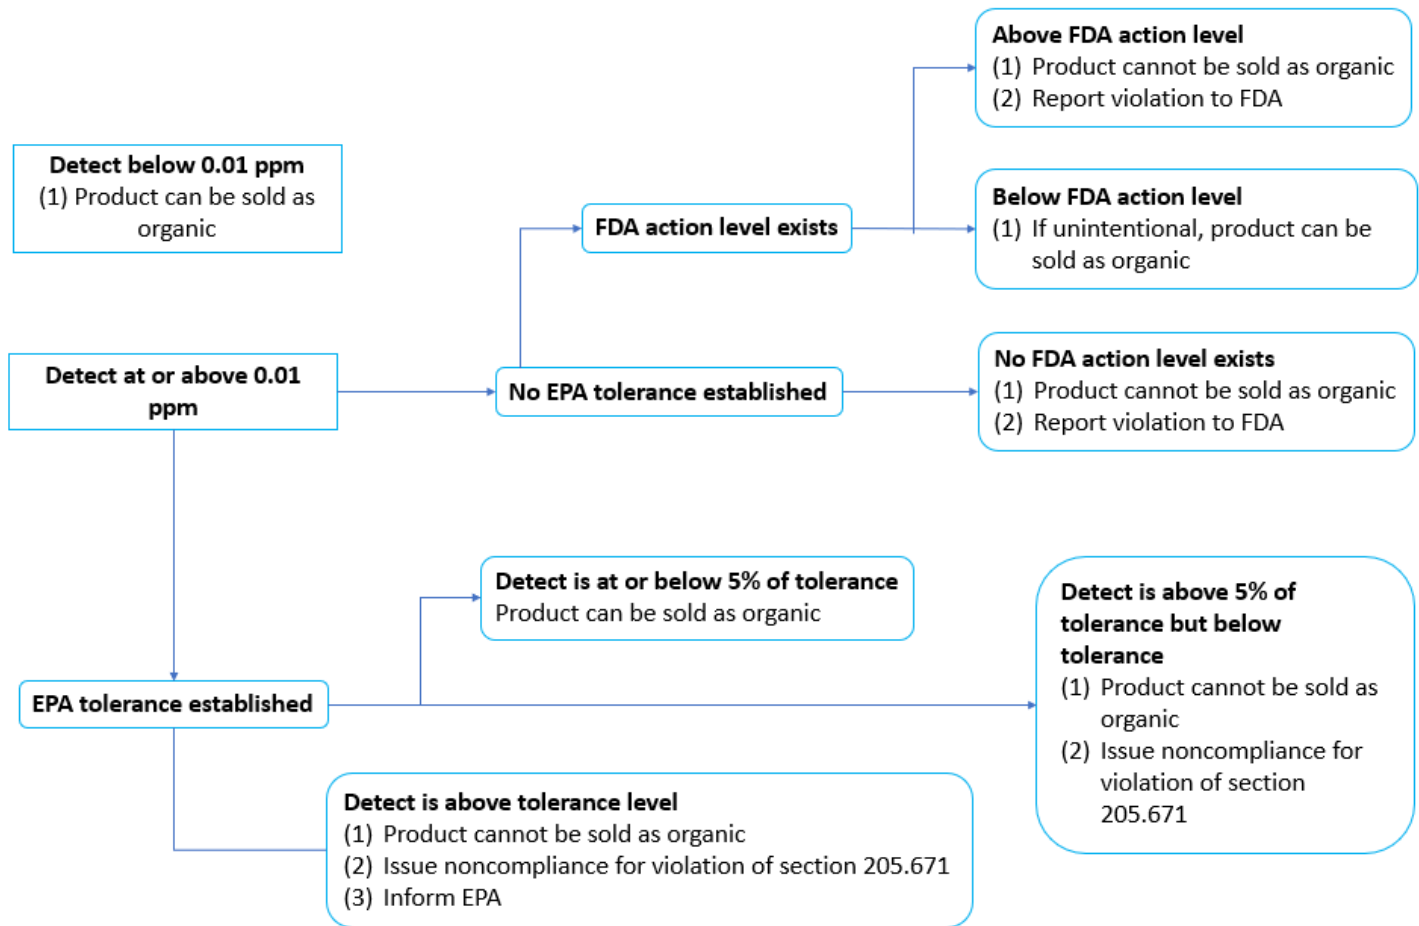 Above FDA action level
(1) Product cannot be sold as organic
(2) Report violation to FDA
Detect below 0.01 ppm
(1) Product can be sold as
organic
Below FDA action level
(1) If unintentional, product can be
sold as organic
FDA action level exists
Detect at or above 0.01
ppm
No EPA tolerance established
No FDA action level exists
(1) Product cannot be sold as organic
(2) Report violation to FDA
Detect is at or below 5% of tolerance
Product can be sold as organic
Detect is above 5% of
tolerance but below
tolerance
(1) Product cannot be sold as
organic
(2) Issue noncompliance for
violation of section
205.671
EPA tolerance established
Detect is above tolerance level
(1) Product cannot be sold as organic
(2) Issue noncompliance for violation of section 205.671
(3) Inform EPA